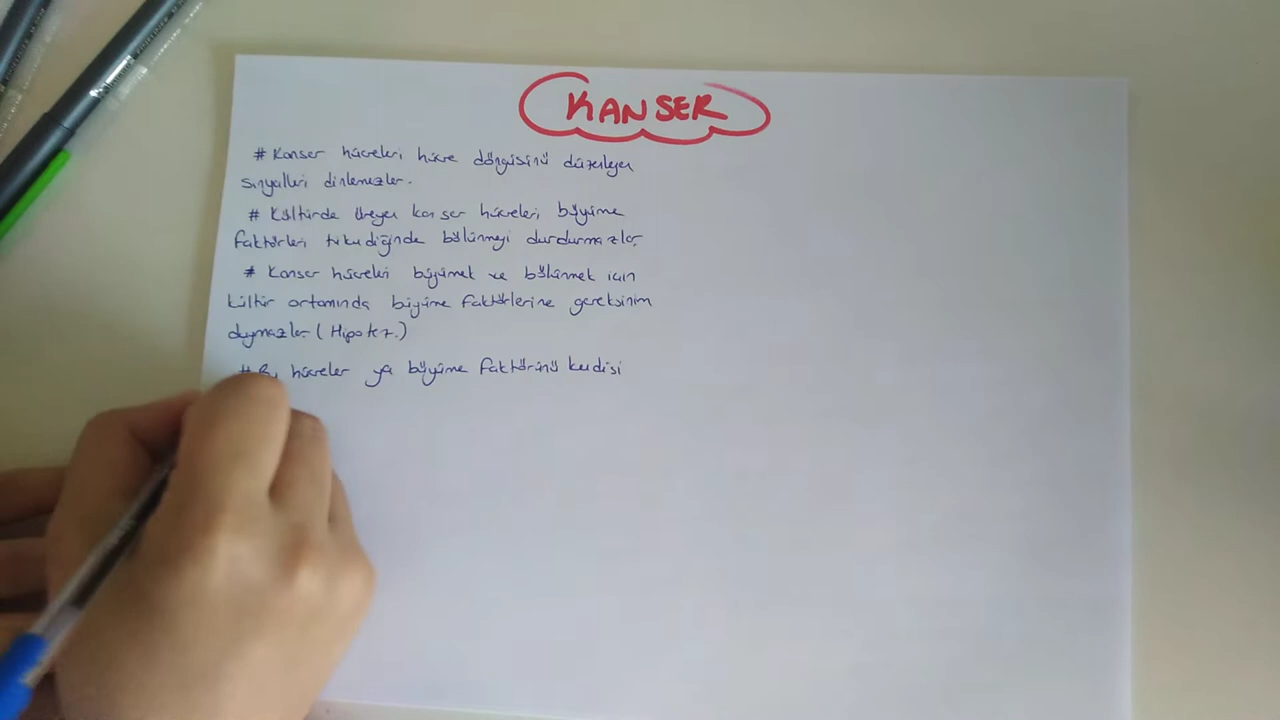 KANSER
# Kanser hücreleri hücre döngüsünü düzenleyen
sinyalleri dinlemezler.
# Kültürde üreyen kanser hücreleri büyüme
faktörleri tükendiğinde bölünmeyi durdurmazlar.
# Kanser hücreleri büyümek ve bölünmek için
kültür ortamında büyüme faktörlerine gereksinim
duymazlar (Hipotez.)
# Bu hücreler ya büyüme faktörünü kendisi